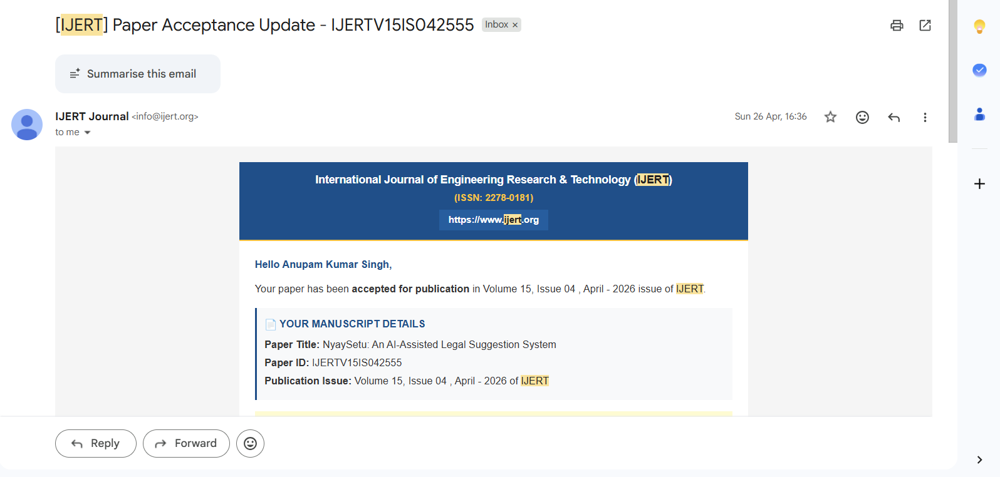 [IJERT] Paper Acceptance Update - IJERTV15IS042555 Inbox ×
Summarise this email
IJERT Journal <info@ijert.org>
Sun 26 Apr, 16:36
to me
International Journal of Engineering Research & Technology (IJERT)
(ISSN: 2278-0181)
https://www.ijert.org
Hello Anupam Kumar Singh,
Your paper has been accepted for publication in Volume 15, Issue 04 , April - 2026 issue of IJERT.
YOUR MANUSCRIPT DETAILS
Paper Title: NyaySetu: An AI-Assisted Legal Suggestion System
Paper ID: IJERTV15IS042555
Publication Issue: Volume 15, Issue 04 , April - 2026 of IJERT
Reply
Forward